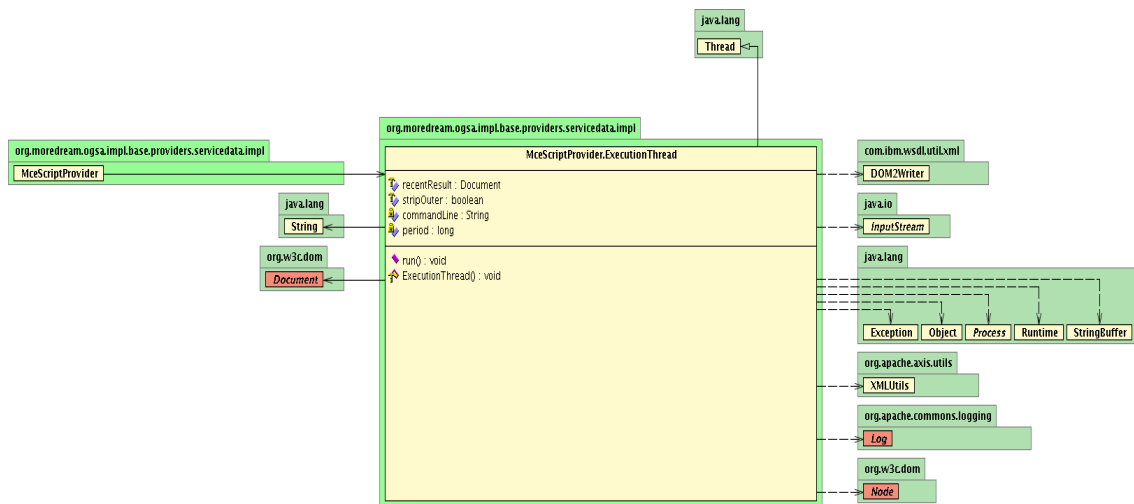 java.lang
Thread
org.moredream.ogsa.impl.base.providers.servicedata.impl
MceScriptProvider.ExecutionThread
recentResult : Document
stripOuter : boolean
commandLine : String
period : long
run() : void
ExecutionThread() : void
org.moredream.ogsa.impl.base.providers.servicedata.impl
MceScriptProvider
java.lang
String
org.w3c.dom
Document
com.ibm.wsdl.util.xml
DOM2Writer
java.io
InputStream
java.lang
Exception Object Process Runtime StringBuffer
org.apache.axis.utils
XMLUtils
org.apache.commons.logging
Log
org.w3c.dom
Node